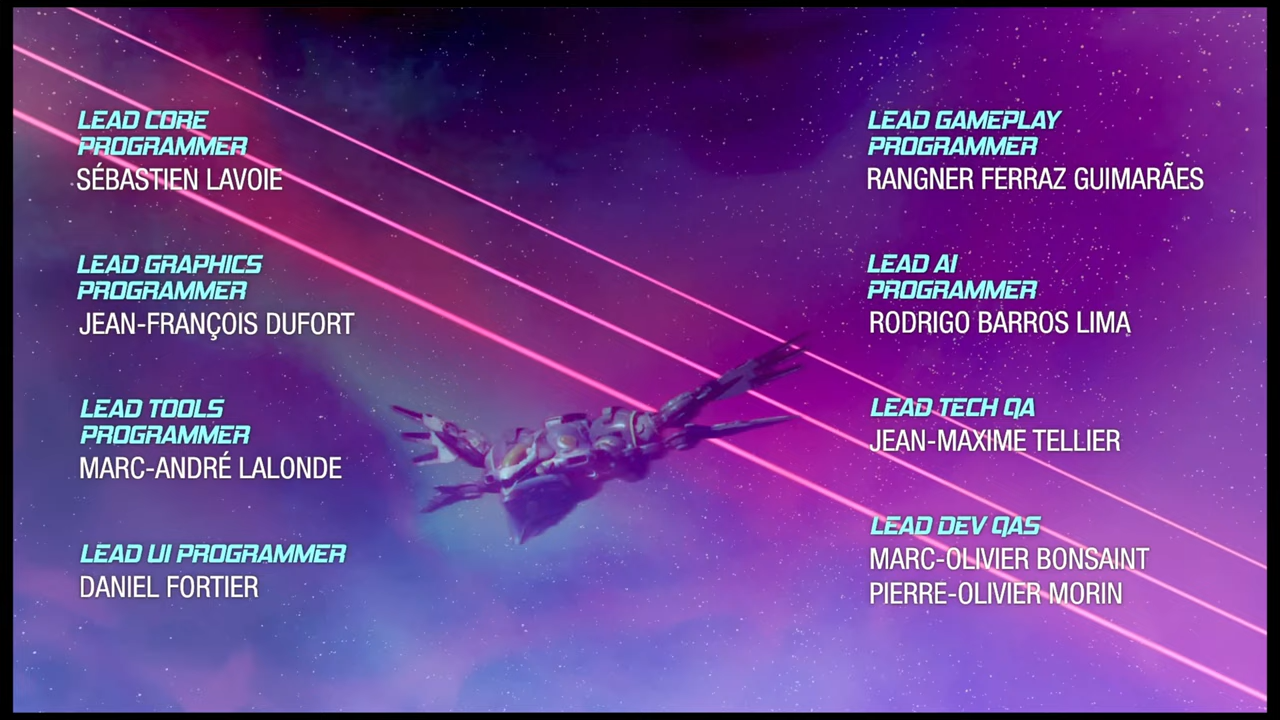 LEAD CORE
PROGRAMMER
SÉBASTIEN LAVOIE
LEAD GRAPHICS
PROGRAMMER
JEAN-FRANÇOIS DUFORT
LEAD TOOLS
PROGRAMMER
MARC-ANDRÉ LALONDE
LEAD UI PROGRAMMER
DANIEL FORTIER
LEAD GAMEPLAY
PROGRAMMER
RANGNER FERRAZ GUIMARÃES
LEAD AI
PROGRAMMER
RODRIGO BARROS LIMA
LEAD TECH QA
JEAN-MAXIME TELLIER
LEAD DEV QAS
MARC-OLIVIER BONSAINT
PIERRE-OLIVIER MORIN